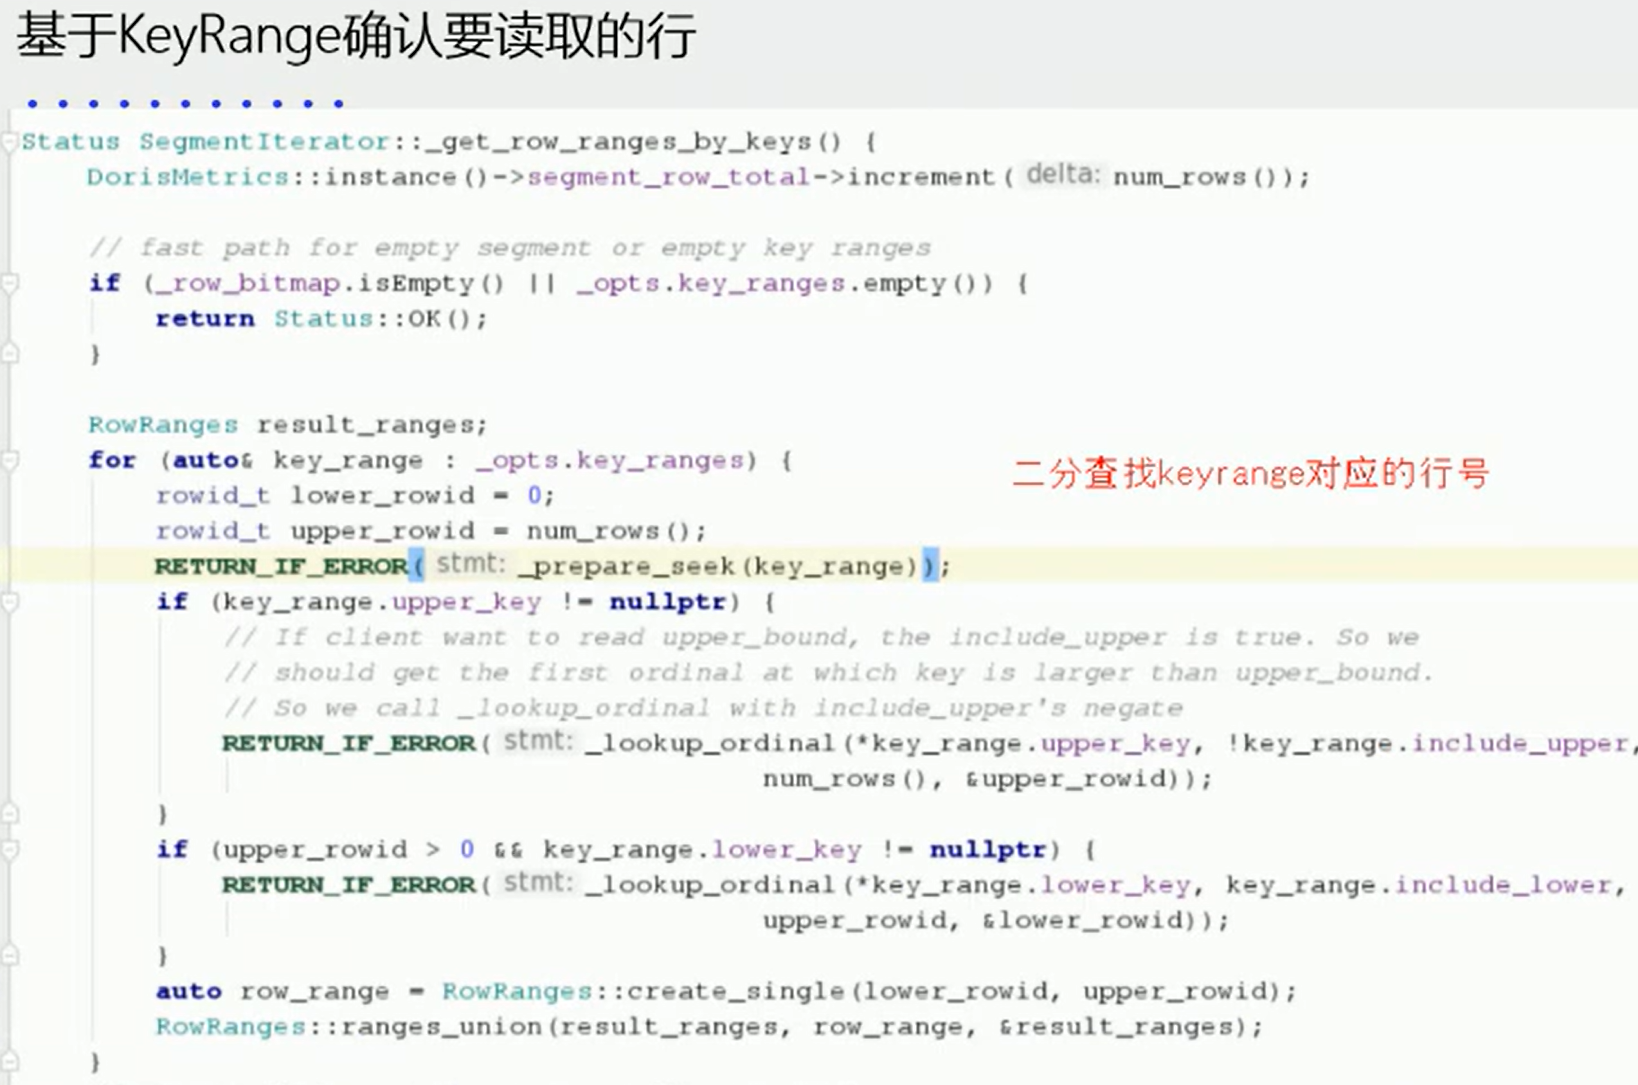 基于KeyRange确认要读取的行
Status SegmentIterator::_get_row_ranges_by_keys() {
DorisMetrics::instance()->segment_row_total->increment( delta: num_rows());
// fast path for empty segment or empty key ranges
if (_row_bitmap.isEmpty() || _opts.key_ranges.empty()) {
return Status::OK();
}
RowRanges result_ranges;
for (auto& key_range : _opts.key_ranges) {
二分查找keyrange对应的行号
rowid_t lower_rowid = 0;
rowid_t upper_rowid = num_rows();
RETURN_IF_ERROR( stmt: _prepare_seek(key_range));
if (key_range.upper_key != nullptr) {
// If client want to read upper_bound, the include_upper is true. So we
// should get the first ordinal at which key is larger than upper_bound.
// So we call _lookup_ordinal with include_upper's negate
RETURN_IF_ERROR( stmt: _lookup_ordinal(*key_range.upper_key, !key_range.include_upper,
num_rows(), &upper_rowid));
}
if (upper_rowid > 0 && key_range.lower_key != nullptr) {
RETURN_IF_ERROR( stmt: _lookup_ordinal(*key_range.lower_key, key_range.include_lower,
upper_rowid, &lower_rowid));
}
auto row_range = RowRanges::create_single(lower_rowid, upper_rowid);
RowRanges::ranges_union(result_ranges, row_range, &result_ranges);
}